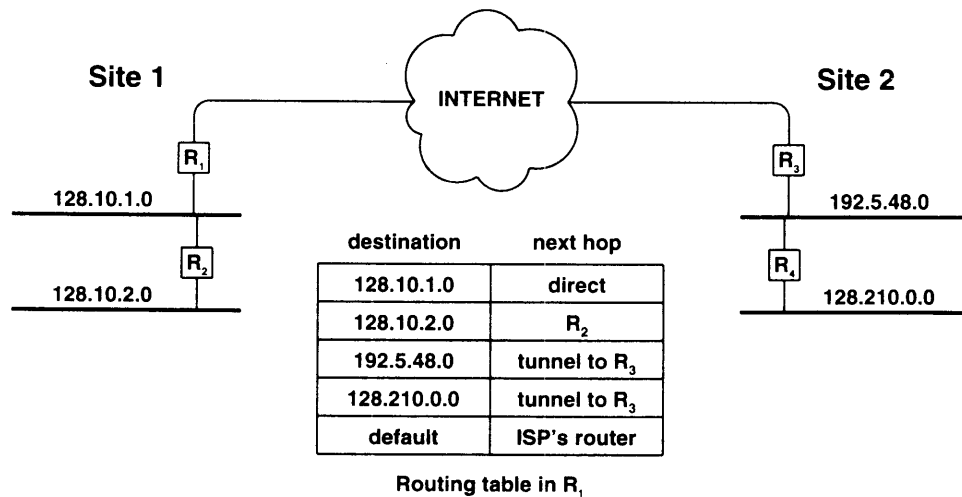 Site 1
INTERNET
Site 2
R₁
R₃
128.10.1.0
192.5.48.0
R₂
R₄
128.10.2.0
128.210.0.0
destination next hop
128.10.1.0 direct
128.10.2.0 R₂
192.5.48.0 tunnel to R₃
128.210.0.0 tunnel to R₃
default ISP's router
Routing table in R₁